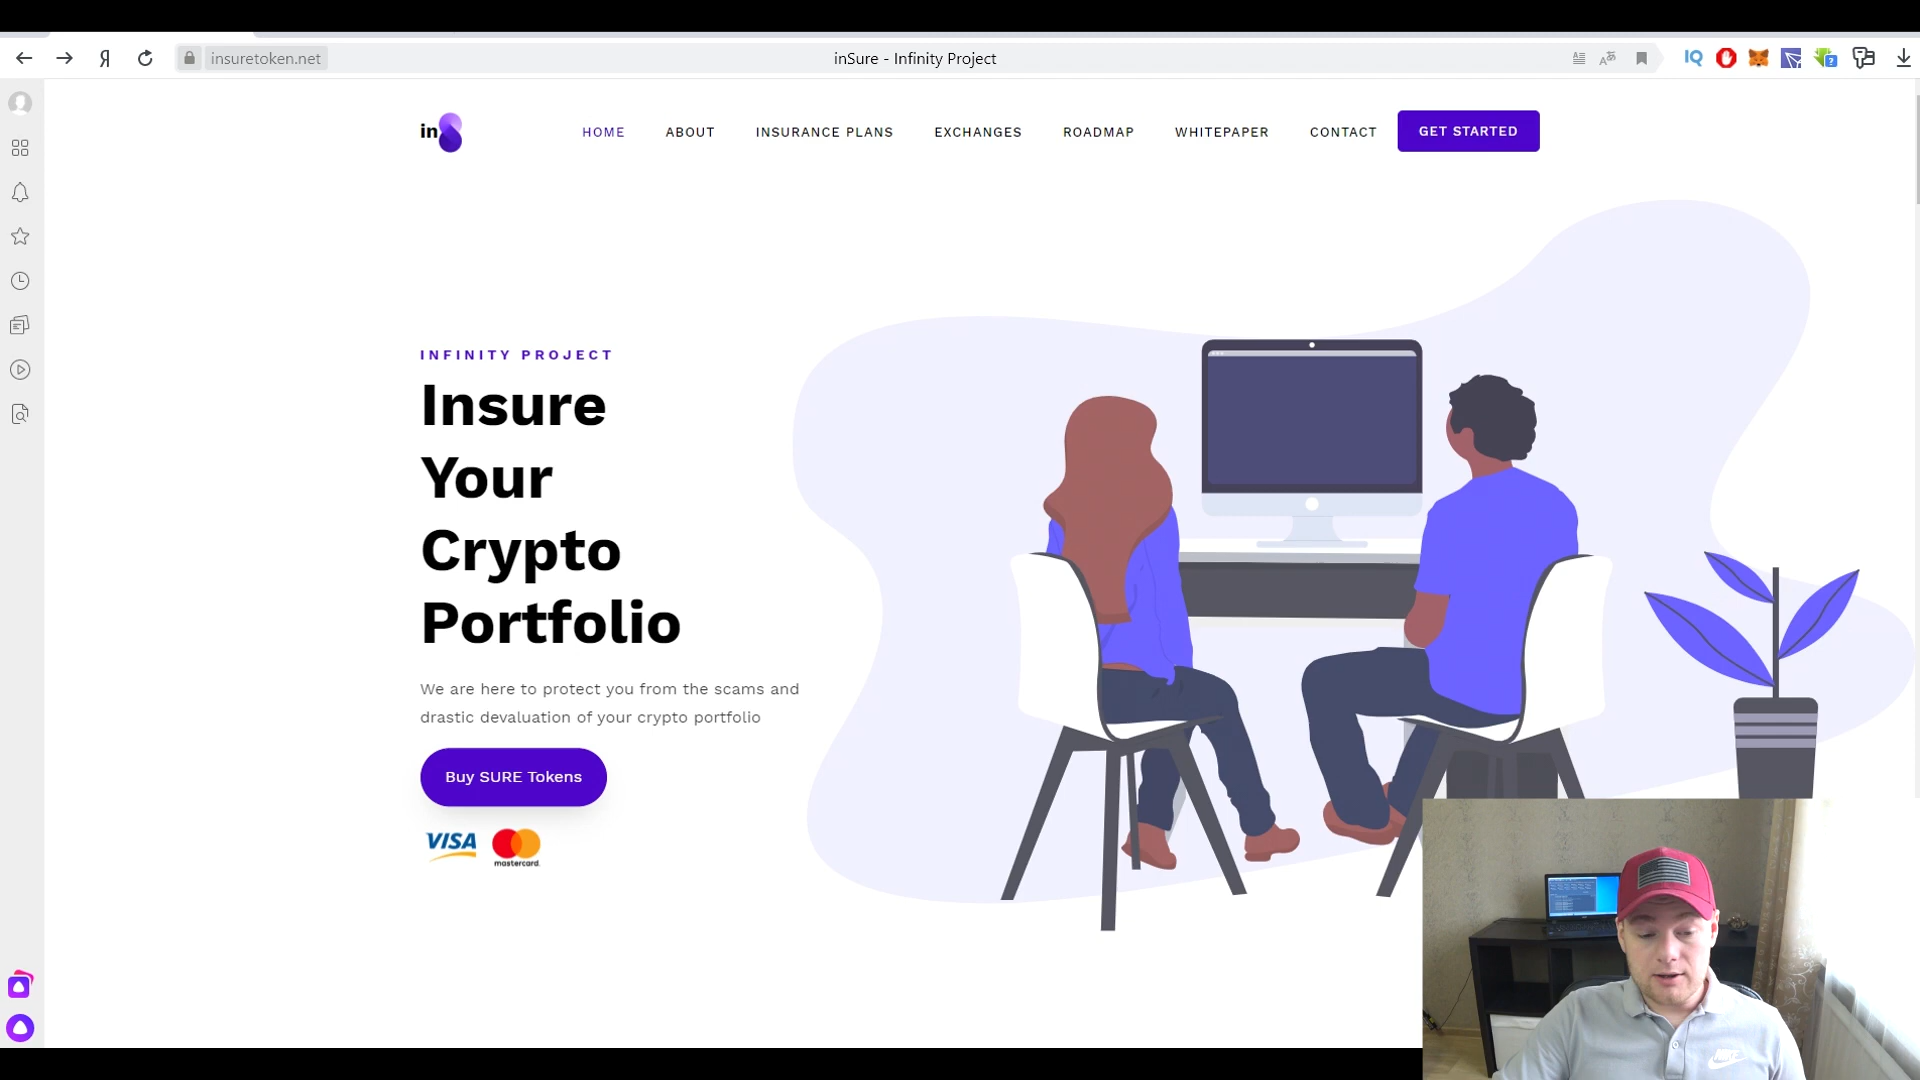 insuretoken.net
inSure - Infinity Project
in
HOME
ABOUT
INSURANCE PLANS
EXCHANGES
ROADMAP
WHITEPAPER
CONTACT
GET STARTED
INFINITY PROJECT
Insure
Your
Crypto
Portfolio
We are here to protect you from the scams and
drastic devaluation of your crypto portfolio
Buy SURE Tokens
VISA
mastercard.